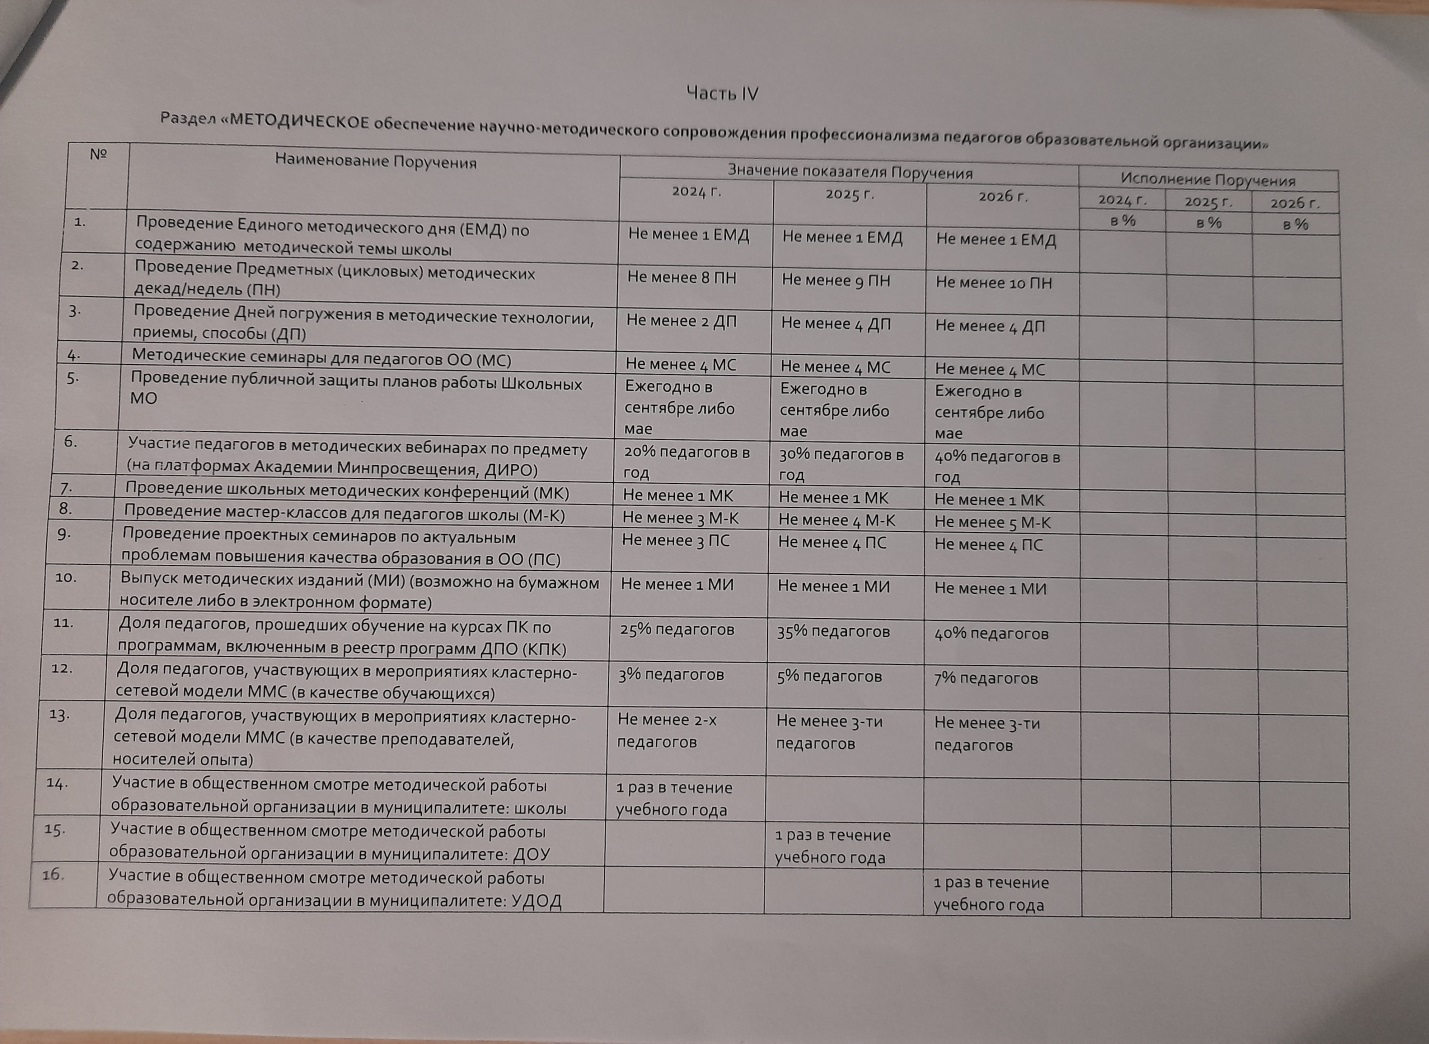 Часть IV
Раздел «МЕТОДИЧЕСКОЕ обеспечение научно-методического сопровождения профессионализма педагогов образовательной организации»
№ Наименование Поручения Значение показателя Поручения Исполнение Поручения
2024 г. 2025 г. 2026 г. 2024 г. 2025 г. 2026 г.
в % в % в %
1. Проведение Единого методического дня (ЕМД) по Не менее 1 ЕМД Не менее 1 ЕМД Не менее 1 ЕМД
содержанию методической темы школы
2. Проведение Предметных (цикловых) методических Не менее 8 ПН Не менее 9 ПН Не менее 10 ПН
декад/недель (ПН)
3. Проведение Дней погружения в методические технологии, Не менее 2 ДП Не менее 4 ДП Не менее 4 ДП
приемы, способы (ДП)
4. Методические семинары для педагогов ОО (МС) Не менее 4 МС Не менее 4 МС Не менее 4 МС
5. Проведение публичной защиты планов работы Школьных Ежегодно в Ежегодно в Ежегодно в
МО сентябре либо сентябре либо сентябре либо
мае мае мае
6. Участие педагогов в методических вебинарах по предмету 20% педагогов в 30% педагогов в 40% педагогов в
(на платформах Академии Минпросвещения, ДИРО) год год год
7. Проведение школьных методических конференций (МК) Не менее 1 МК Не менее 1 МК Не менее 1 МК
8. Проведение мастер-классов для педагогов школы (М-К) Не менее 3 М-К Не менее 4 М-К Не менее 5 М-К
9. Проведение проектных семинаров по актуальным Не менее 3 ПС Не менее 4 ПС Не менее 4 ПС
проблемам повышения качества образования в ОО (ПС)
10. Выпуск методических изданий (МИ) (возможно на бумажном Не менее 1 МИ Не менее 1 МИ Не менее 1 МИ
носителе либо в электронном формате)
11. Доля педагогов, прошедших обучение на курсах ПК по 25% педагогов 35% педагогов 40% педагогов
программам, включенным в реестр программ ДПО (КПК)
12. Доля педагогов, участвующих в мероприятиях кластерно- 3% педагогов 5% педагогов 7% педагогов
сетевой модели ММС (в качестве обучающихся)
13. Доля педагогов, участвующих в мероприятиях кластерно- Не менее 2-х Не менее 3-ти Не менее 3-ти
сетевой модели ММС (в качестве преподавателей, педагогов педагогов педагогов
носителей опыта)
14. Участие в общественном смотре методической работы 1 раз в течение
образовательной организации в муниципалитете: школы учебного года
15. Участие в общественном смотре методической работы 1 раз в течение
образовательной организации в муниципалитете: ДОУ учебного года
16. Участие в общественном смотре методической работы 1 раз в течение
образовательной организации в муниципалитете: УДОД учебного года